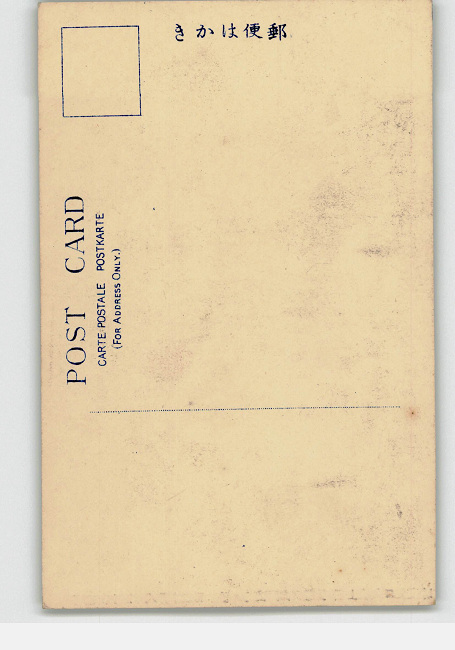 郵便はかき
POST CARD
CARTE POSTALE POSTKARTE
(FOR ADDRESS ONLY.)